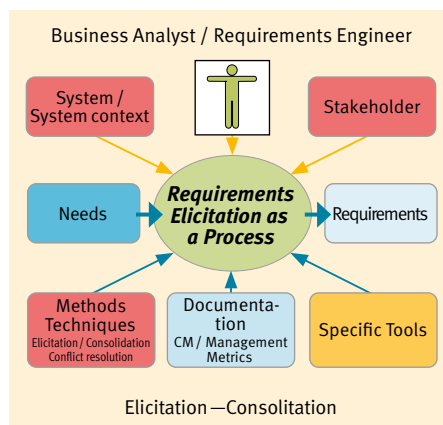 Business Analyst / Requirements Engineer
System /
System context
Stakeholder
Requirements
Elicitation as
a Process
Needs
Requirements
Methods
Techniques
Elicitation / Consolidation
Conflict resolution
Documenta-
tion
CM / Management
Metrics
Specific Tools
Elicitation—Consolitation